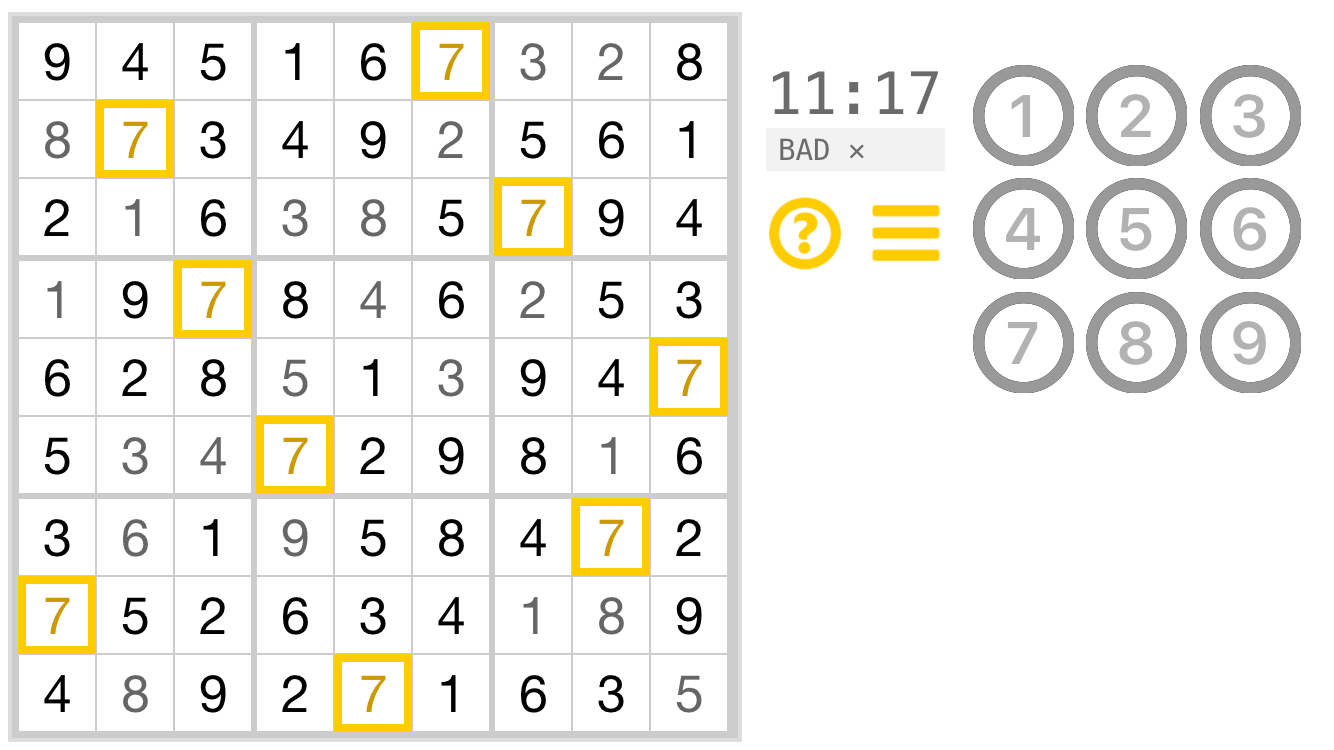 9 4 5 1 6 7 3 2 8
8 7 3 4 9 2 5 6 1
2 1 6 3 8 5 7 9 4
1 9 7 8 4 6 2 5 3
6 2 8 5 1 3 9 4 7
5 3 4 7 2 9 8 1 6
3 6 1 9 5 8 4 7 2
7 5 2 6 3 4 1 8 9
4 8 9 2 7 1 6 3 5
11:17
BAD ×
?
1 2 3
4 5 6
7 8 9